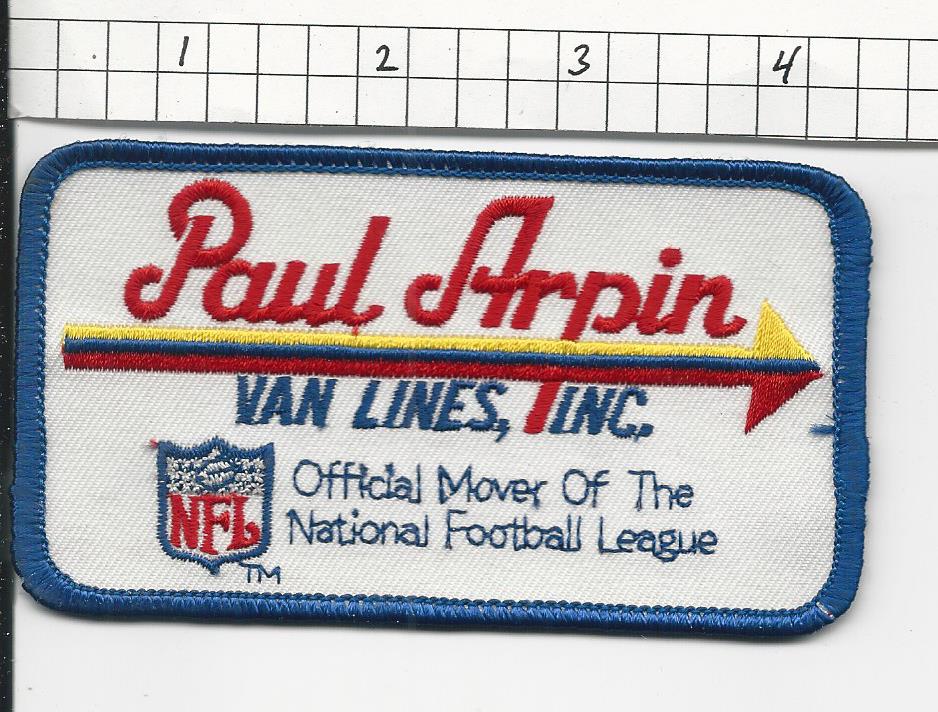 1 2 3 4
Paul Arpin
VAN LINES, INC.
NFL
TM
Official Mover Of The
National Football League